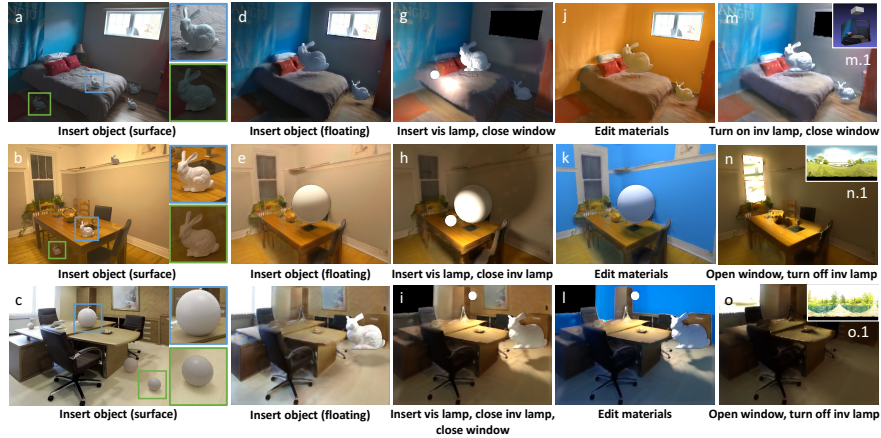 a d g j m
m.1
Insert object (surface) Insert object (floating) Insert vis lamp, close window Edit materials Turn on inv lamp, close window
b e h k n
n.1
Insert object (surface) Insert object (floating) Insert vis lamp, close inv lamp Edit materials Open window, turn off inv lamp
c i l o
o.1
Insert object (surface) Insert object (floating) Insert vis lamp, close inv lamp, Edit materials Open window, turn off inv lamp
close window